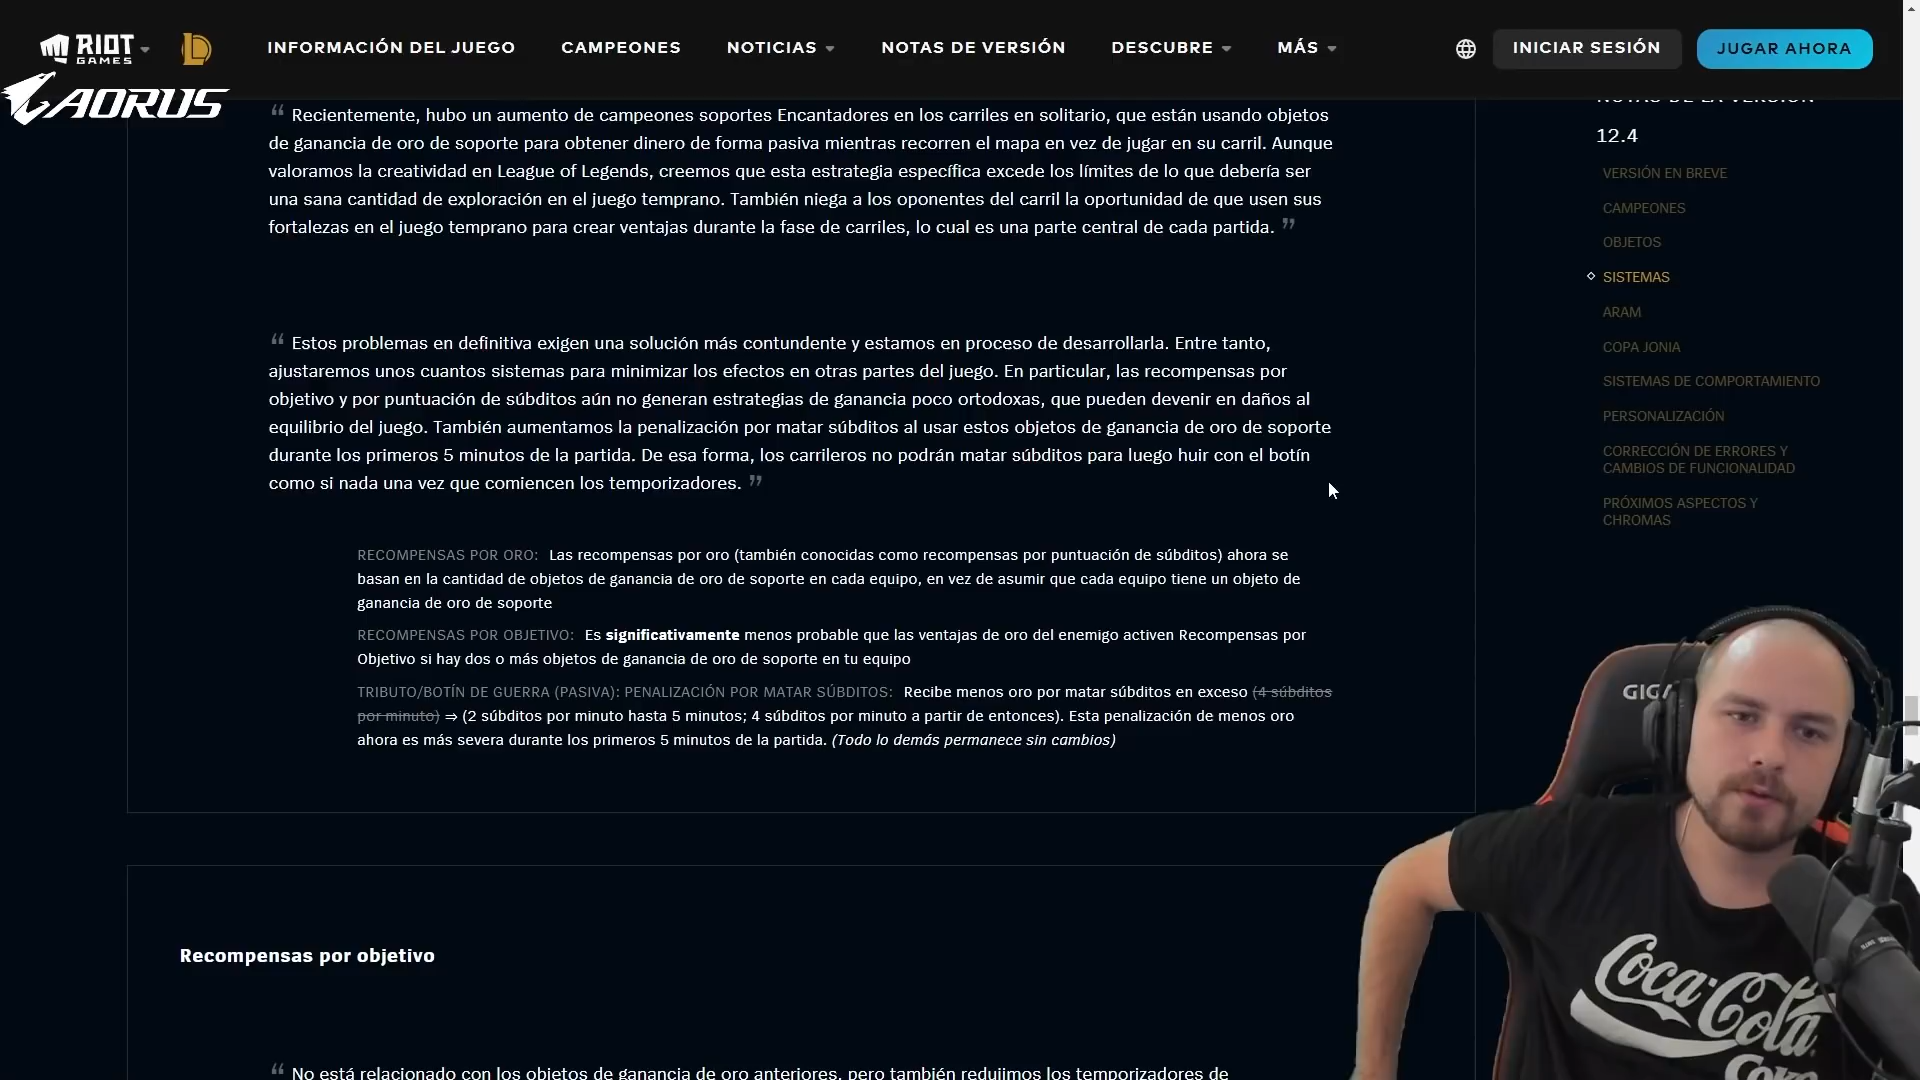 RIOT GAMES
INFORMACIÓN DEL JUEGO
CAMPEONES
NOTICIAS
NOTAS DE VERSIÓN
DESCUBRE
MÁS
INICIAR SESIÓN
JUGAR AHORA
AORUS
“ Recientemente, hubo un aumento de campeones soportes Encantadores en los carriles en solitario, que están usando objetos
de ganancia de oro de soporte para obtener dinero de forma pasiva mientras recorren el mapa en vez de jugar en su carril. Aunque
valoramos la creatividad en League of Legends, creemos que esta estrategia específica excede los límites de lo que debería ser
una sana cantidad de exploración en el juego temprano. También niega a los oponentes del carril la oportunidad de que usen sus
fortalezas en el juego temprano para crear ventajas durante la fase de carriles, lo cual es una parte central de cada partida. ”
“ Estos problemas en definitiva exigen una solución más contundente y estamos en proceso de desarrollarla. Entre tanto,
ajustaremos unos cuantos sistemas para minimizar los efectos en otras partes del juego. En particular, las recompensas por
objetivo y por puntuación de súbditos aún no generan estrategias de ganancia poco ortodoxas, que pueden devenir en daños al
equilibrio del juego. También aumentamos la penalización por matar súbditos al usar estos objetos de ganancia de oro de soporte
durante los primeros 5 minutos de la partida. De esa forma, los carrileros no podrán matar súbditos para luego huir con el botín
como si nada una vez que comiencen los temporizadores. ”
RECOMPENSAS POR ORO: Las recompensas por oro (también conocidas como recompensas por puntuación de súbditos) ahora se
basan en la cantidad de objetos de ganancia de oro de soporte en cada equipo, en vez de asumir que cada equipo tiene un objeto de
ganancia de oro de soporte
RECOMPENSAS POR OBJETIVO: Es significativamente menos probable que las ventajas de oro del enemigo activen Recompensas por
Objetivo si hay dos o más objetos de ganancia de oro de soporte en tu equipo
TRIBUTO/BOTÍN DE GUERRA (PASIVA): PENALIZACIÓN POR MATAR SÚBDITOS: Recibe menos oro por matar súbditos en exceso (4 súbditos
por minuto) ⇒ (2 súbditos por minuto hasta 5 minutos; 4 súbditos por minuto a partir de entonces). Esta penalización de menos oro
ahora es más severa durante los primeros 5 minutos de la partida. (Todo lo demás permanece sin cambios)
Recompensas por objetivo
“ No está relacionado con los objetos de ganancia de oro anteriores, pero también redujimos los temporizadores de
NOTAS DE LA VERSIÓN
12.4
VERSIÓN EN BREVE
CAMPEONES
OBJETOS
SISTEMAS
ARAM
COPA JONIA
SISTEMAS DE COMPORTAMIENTO
PERSONALIZACIÓN
CORRECCIÓN DE ERRORES Y
CAMBIOS DE FUNCIONALIDAD
PRÓXIMOS ASPECTOS Y
CHROMAS
Coca-Cola